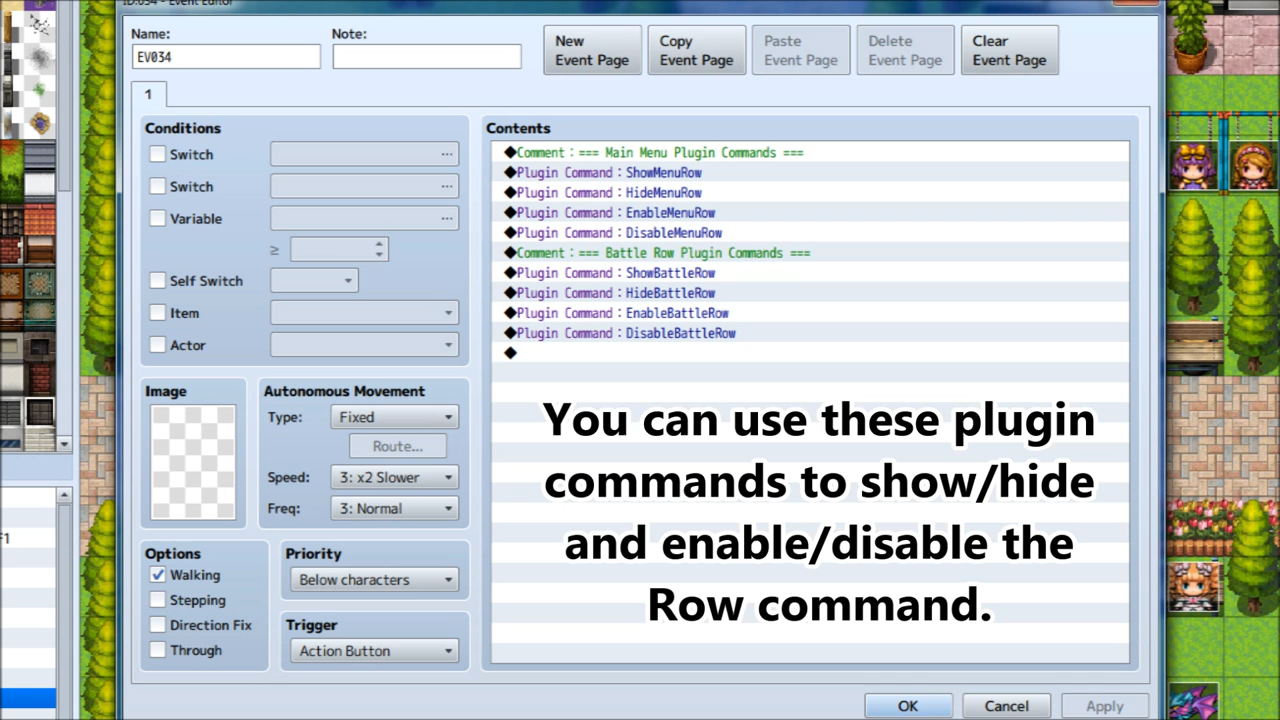 ID:034 - Event Editor
Name:
Note:
EV034
New
Event Page
Copy
Event Page
Paste
Event Page
Delete
Event Page
Clear
Event Page
1
Conditions
Switch
...
Switch
...
Variable
...
≥
Self Switch
Item
Actor
Image
Autonomous Movement
Type:
Fixed
Route...
Speed:
3: x2 Slower
Freq:
3: Normal
Options
Walking
Stepping
Direction Fix
Through
Priority
Below characters
Trigger
Action Button
Contents
◆Comment：=== Main Menu Plugin Commands ===
◆Plugin Command：ShowMenuRow
◆Plugin Command：HideMenuRow
◆Plugin Command：EnableMenuRow
◆Plugin Command：DisableMenuRow
◆Comment：=== Battle Row Plugin Commands ===
◆Plugin Command：ShowBattleRow
◆Plugin Command：HideBattleRow
◆Plugin Command：EnableBattleRow
◆Plugin Command：DisableBattleRow
◆
You can use these plugin
commands to show/hide
and enable/disable the
Row command.
OK
Cancel
Apply